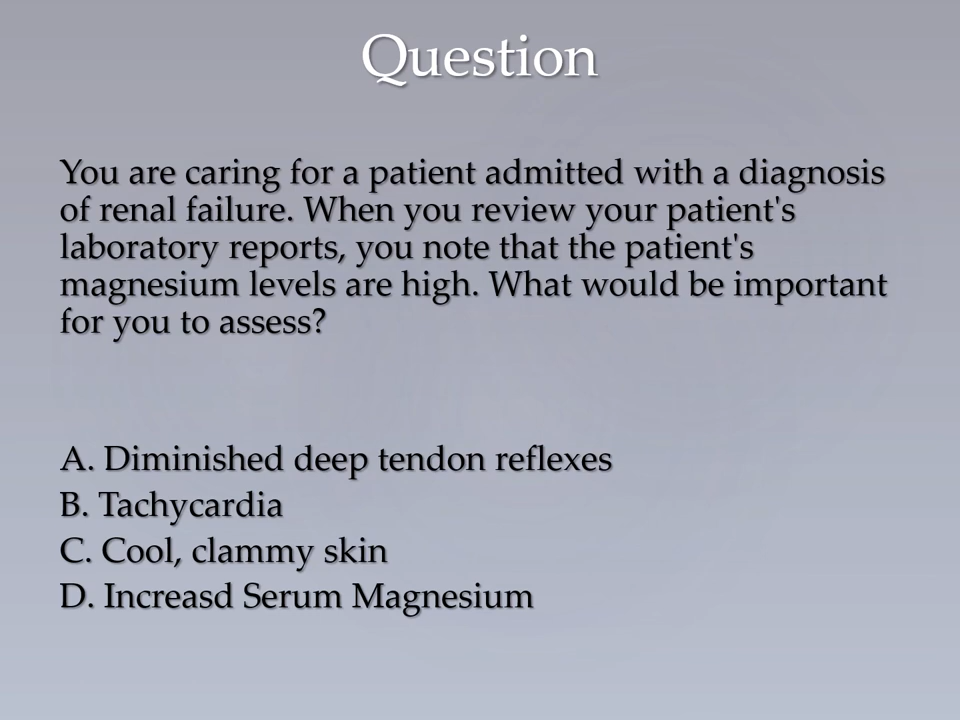 Question
You are caring for a patient admitted with a diagnosis
of renal failure. When you review your patient's
laboratory reports, you note that the patient's
magnesium levels are high. What would be important
for you to assess?
A. Diminished deep tendon reflexes
B. Tachycardia
C. Cool, clammy skin
D. Increasd Serum Magnesium